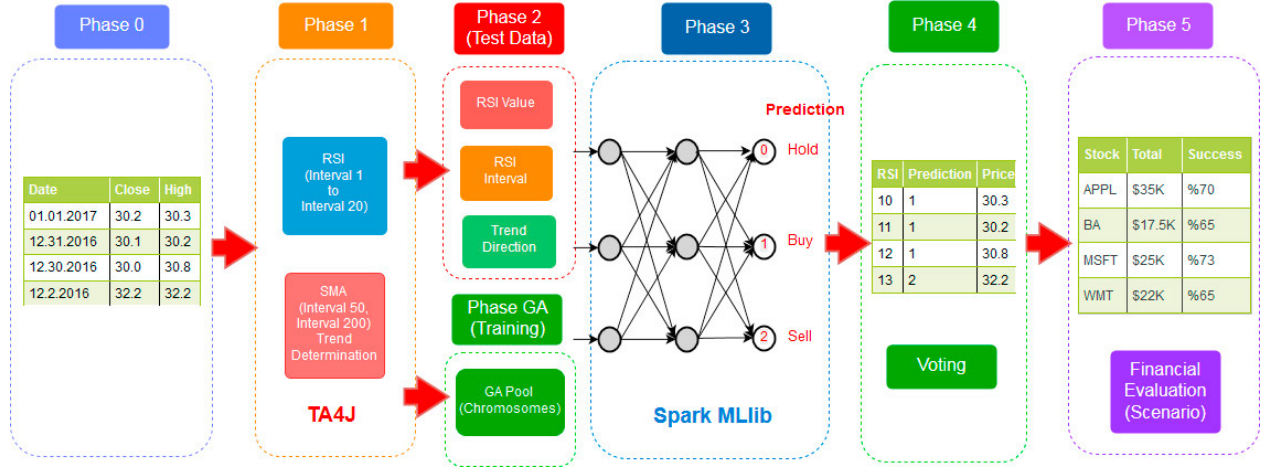 Phase 0
Date Close High
01.01.2017 30.2 30.3
12.31.2016 30.1 30.2
12.30.2016 30.0 30.8
12.2.2016 32.2 32.2
Phase 1
RSI
(Interval 1
to
Interval 20)
SMA
(Interval 50,
Interval 200)
Trend
Determination
TA4J
Phase 2
(Test Data)
RSI Value
RSI
Interval
Trend
Direction
Phase GA
(Training)
GA Pool
(Chromosomes)
Phase 3
Prediction
0 Hold
1 Buy
2 Sell
Spark MLlib
Phase 4
RSI Prediction Price
10 1 30.3
11 1 30.2
12 1 30.8
13 2 32.2
Voting
Phase 5
Stock Total Success
APPL $35K %70
BA $17.5K %65
MSFT $25K %73
WMT $22K %65
Financial
Evaluation
(Scenario)